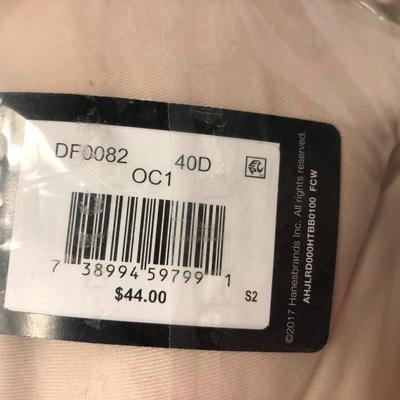 DF0082 40D
OC1
7 38994 59799 1
$44.00 S2
©2017 Hanesbrands Inc. All rights reserved.
AHJLRD000HTBB0100 FCW